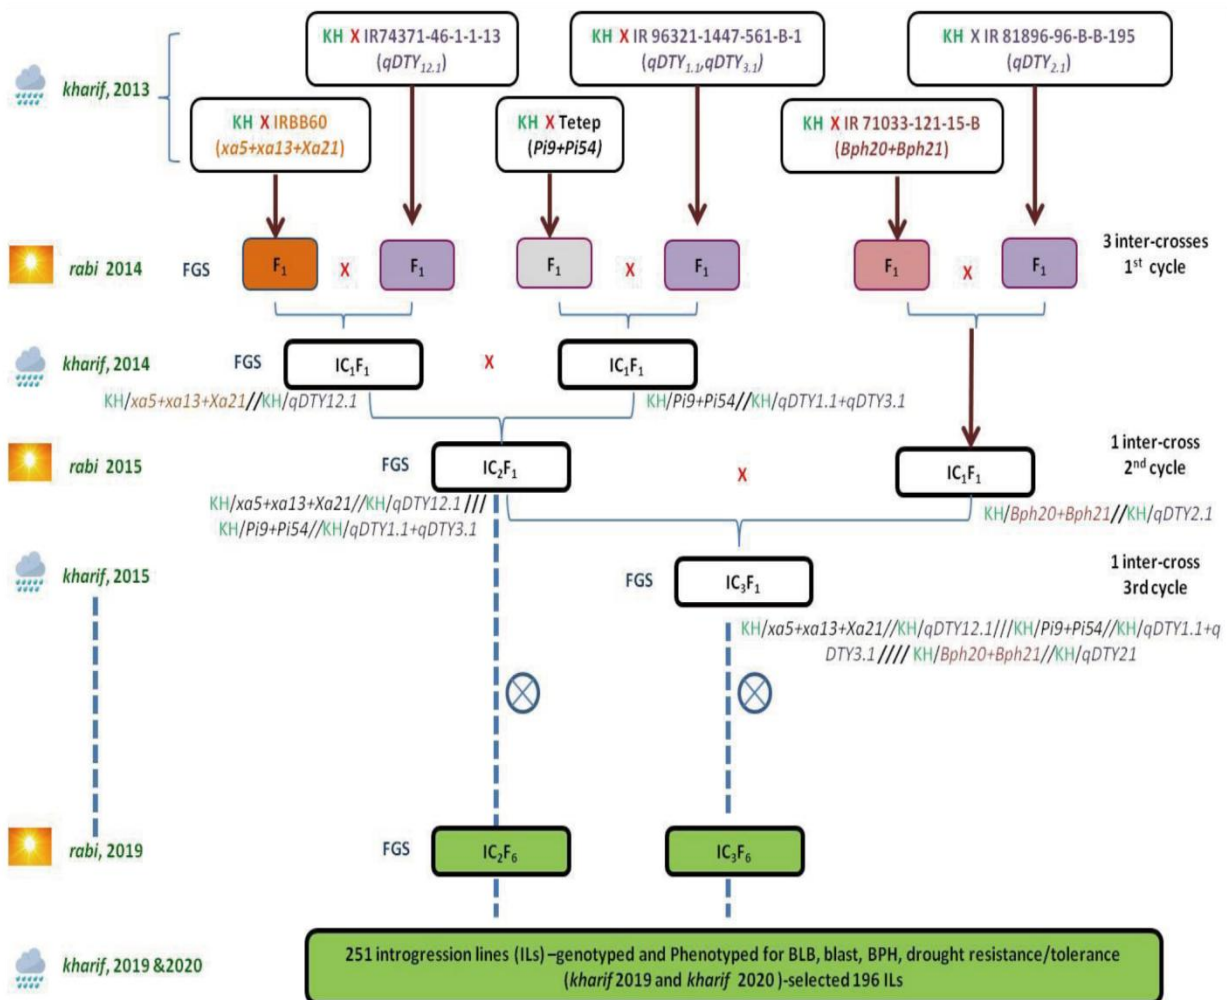 KH X IR74371-46-1-1-13
(qDTY12.1)
KH X IR 96321-1447-561-B-1
(qDTY1.1,qDTY3.1)
KH X IR 81896-96-B-B-195
(qDTY2.1)
kharif, 2013
KH X IRBB60
(xa5+xa13+Xa21)
KH X Tetep
(Pi9+Pi54)
KH X IR 71033-121-15-B
(Bph20+Bph21)
rabi 2014
FGS
F1 X F1
F1 X F1
F1 X F1
3 inter-crosses
1st cycle
kharif, 2014
FGS
IC1F1
X
IC1F1
KH/xa5+xa13+Xa21//KH/qDTY12.1
KH/Pi9+Pi54//KH/qDTY1.1+qDTY3.1
rabi 2015
FGS
IC2F1
X
IC1F1
1 inter-cross
2nd cycle
KH/xa5+xa13+Xa21//KH/qDTY12.1///
KH/Pi9+Pi54//KH/qDTY1.1+qDTY3.1
KH/Bph20+Bph21//KH/qDTY2.1
kharif, 2015
FGS
IC3F1
1 inter-cross
3rd cycle
KH/xa5+xa13+Xa21//KH/qDTY12.1///KH/Pi9+Pi54//KH/qDTY1.1+q
DTY3.1//// KH/Bph20+Bph21//KH/qDTY21
rabi, 2019
FGS
IC2F6
IC3F6
kharif, 2019 &2020
251 introgression lines (ILs) –genotyped and Phenotyped for BLB, blast, BPH, drought resistance/tolerance
(kharif 2019 and kharif 2020 )-selected 196 ILs